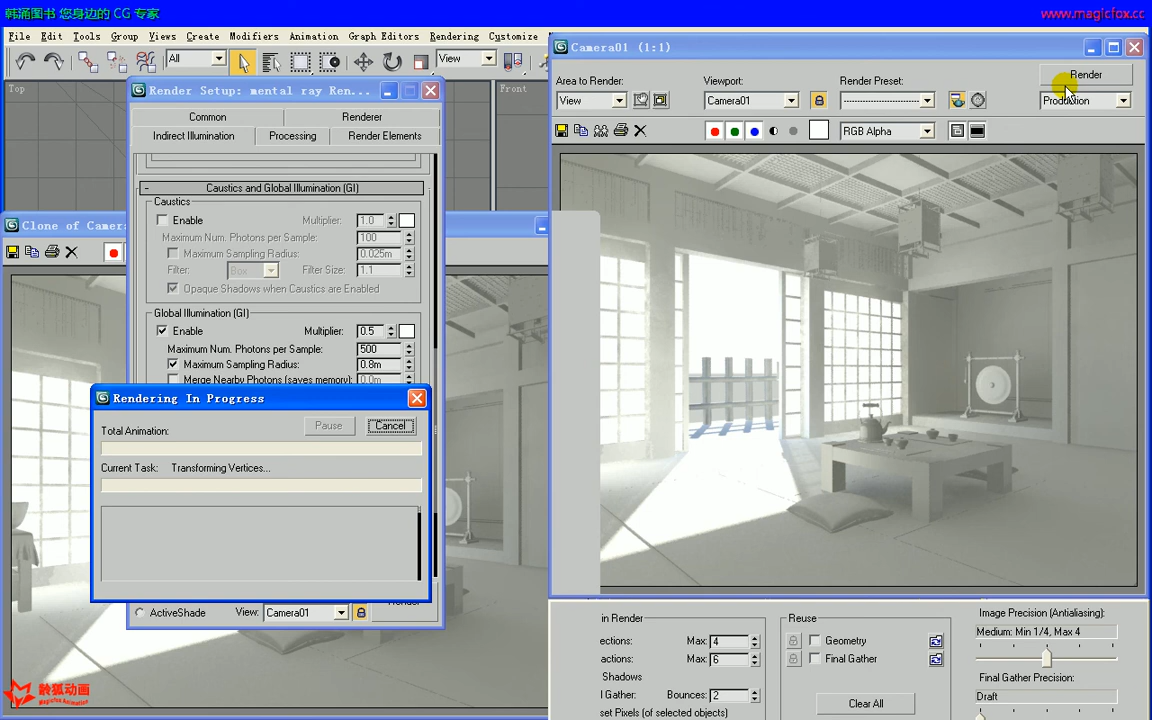 韩涌图书 您身边的 CG 专家
www.magicfox.cc
File Edit Tools Group Views Create Modifiers Animation Graph Editors Rendering Customize
All
View
Top
Front
Render Setup: mental ray Ren...
Common
Renderer
Indirect Illumination
Processing
Render Elements
- Caustics and Global Illumination (GI)
Caustics
Enable
Multiplier: 1.0
Maximum Num. Photons per Sample: 100
Maximum Sampling Radius: 0.025m
Filter: Box
Filter Size: 1.1
Opaque Shadows when Caustics are Enabled
Global Illumination (GI)
Enable
Multiplier: 0.5
Maximum Num. Photons per Sample: 500
Maximum Sampling Radius: 0.8m
Merge Nearby Photons (saves memory): 0.0m
Clone of Camera
Rendering In Progress
Total Animation:
Pause
Cancel
Current Task: Transforming Vertices...
ActiveShade
View: Camera01
Camera01 (1:1)
Area to Render:
View
Viewport:
Camera01
Render Preset:
Render
Production
RGB Alpha
in Render
ections
Max: 4
actions:
Max: 6
Shadows
l Gather:
Bounces: 2
set Pixels (of selected objects)
Reuse
Geometry
Final Gather
Clear All
Image Precision (Antialiasing):
Medium: Min 1/4, Max 4
Final Gather Precision:
Draft
Magicfox Animation